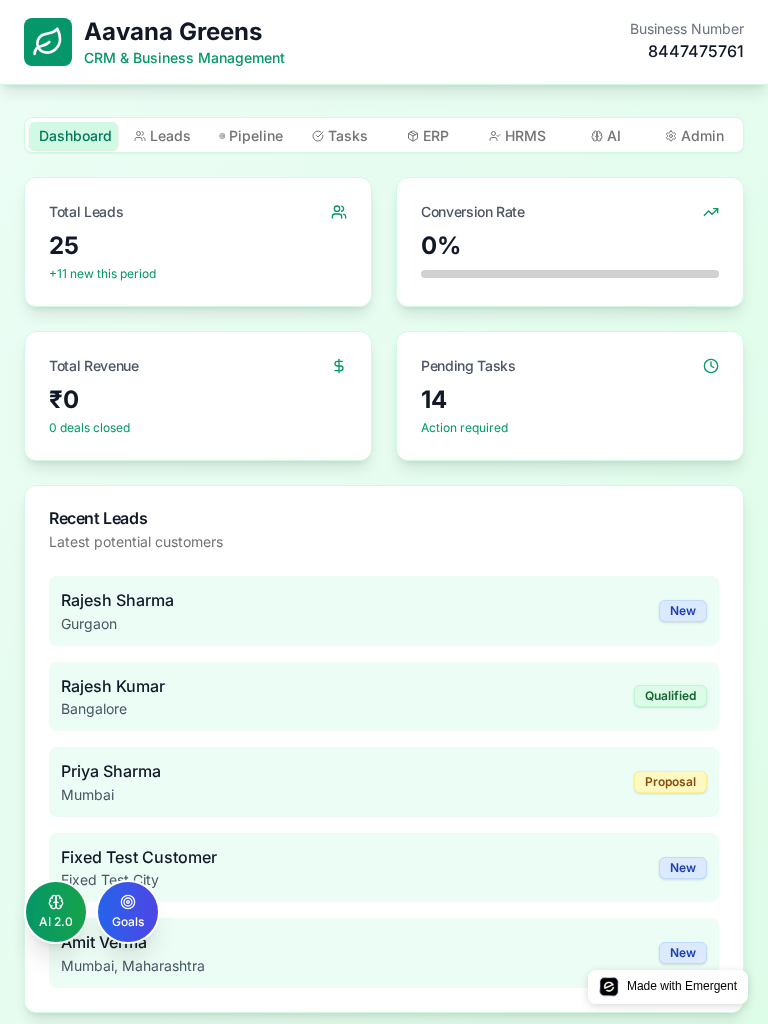 Aavana Greens
CRM & Business Management
Business Number
8447475761
Dashboard
Leads
Pipeline
Tasks
ERP
HRMS
AI
Admin
Total Leads
25
+11 new this period
Conversion Rate
0%
Total Revenue
₹0
0 deals closed
Pending Tasks
14
Action required
Recent Leads
Latest potential customers
Rajesh Sharma
Gurgaon
New
Rajesh Kumar
Bangalore
Qualified
Priya Sharma
Mumbai
Proposal
Fixed Test Customer
Fixed Test City
New
Amit Verma
Mumbai, Maharashtra
New
AI 2.0
Goals
Made with Emergent